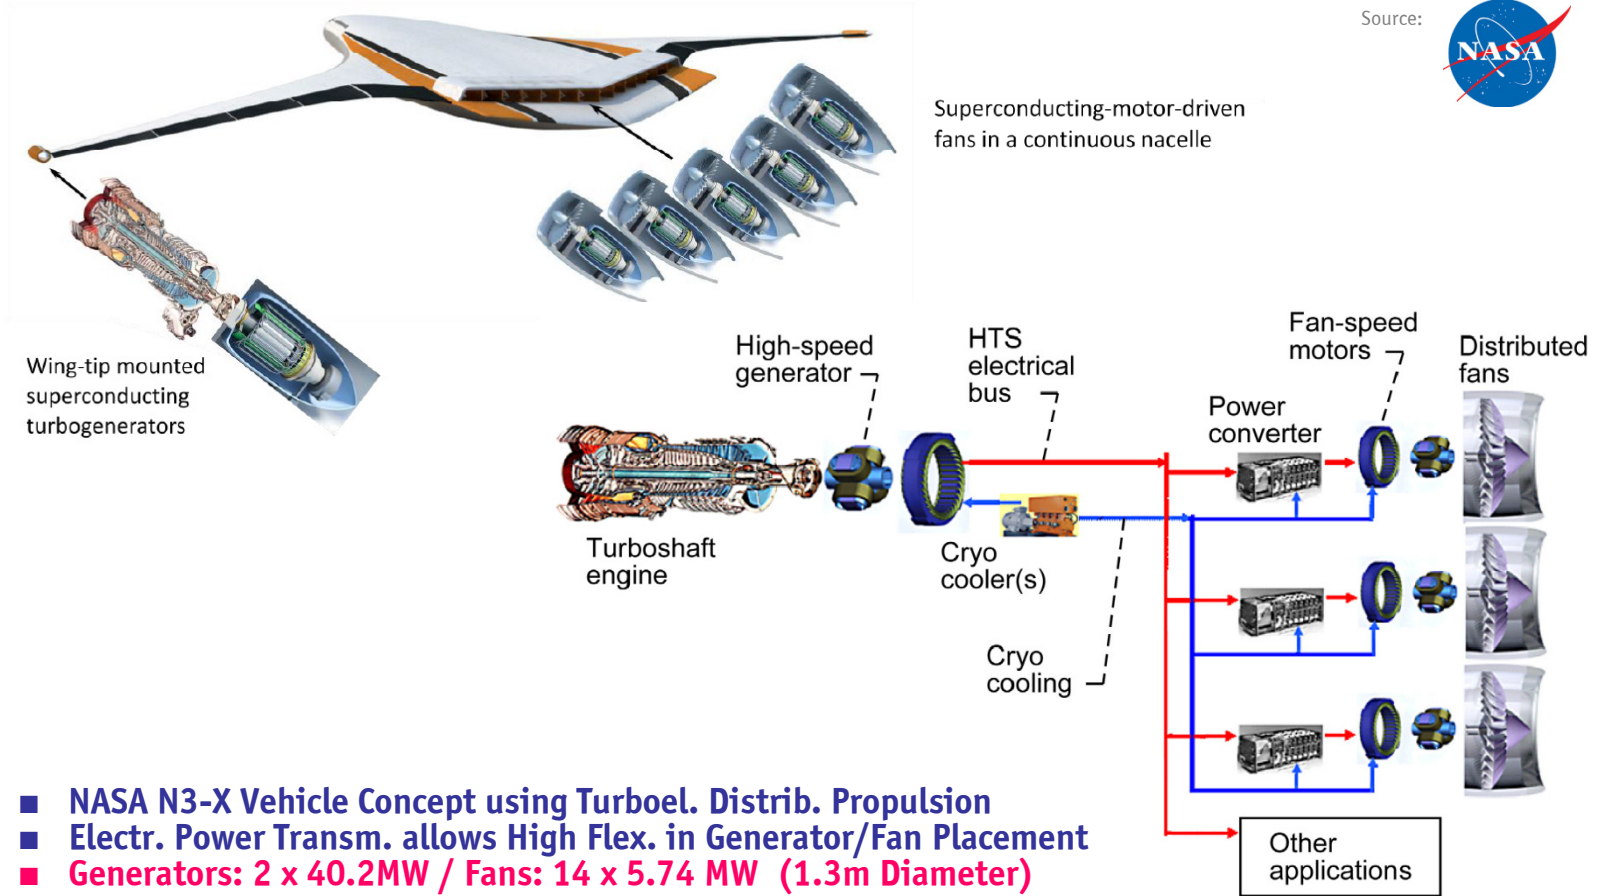 Source:
NASA
Superconducting-motor-driven
fans in a continuous nacelle
Wing-tip mounted
superconducting
turbogenerators
High-speed
generator
HTS
electrical
bus
Fan-speed
motors
Distributed
fans
Power
converter
Turboshaft
engine
Cryo
cooler(s)
Cryo
cooling
Other
applications
■ NASA N3-X Vehicle Concept using Turboel. Distrib. Propulsion
■ Electr. Power Transm. allows High Flex. in Generator/Fan Placement
■ Generators: 2 x 40.2MW / Fans: 14 x 5.74 MW (1.3m Diameter)